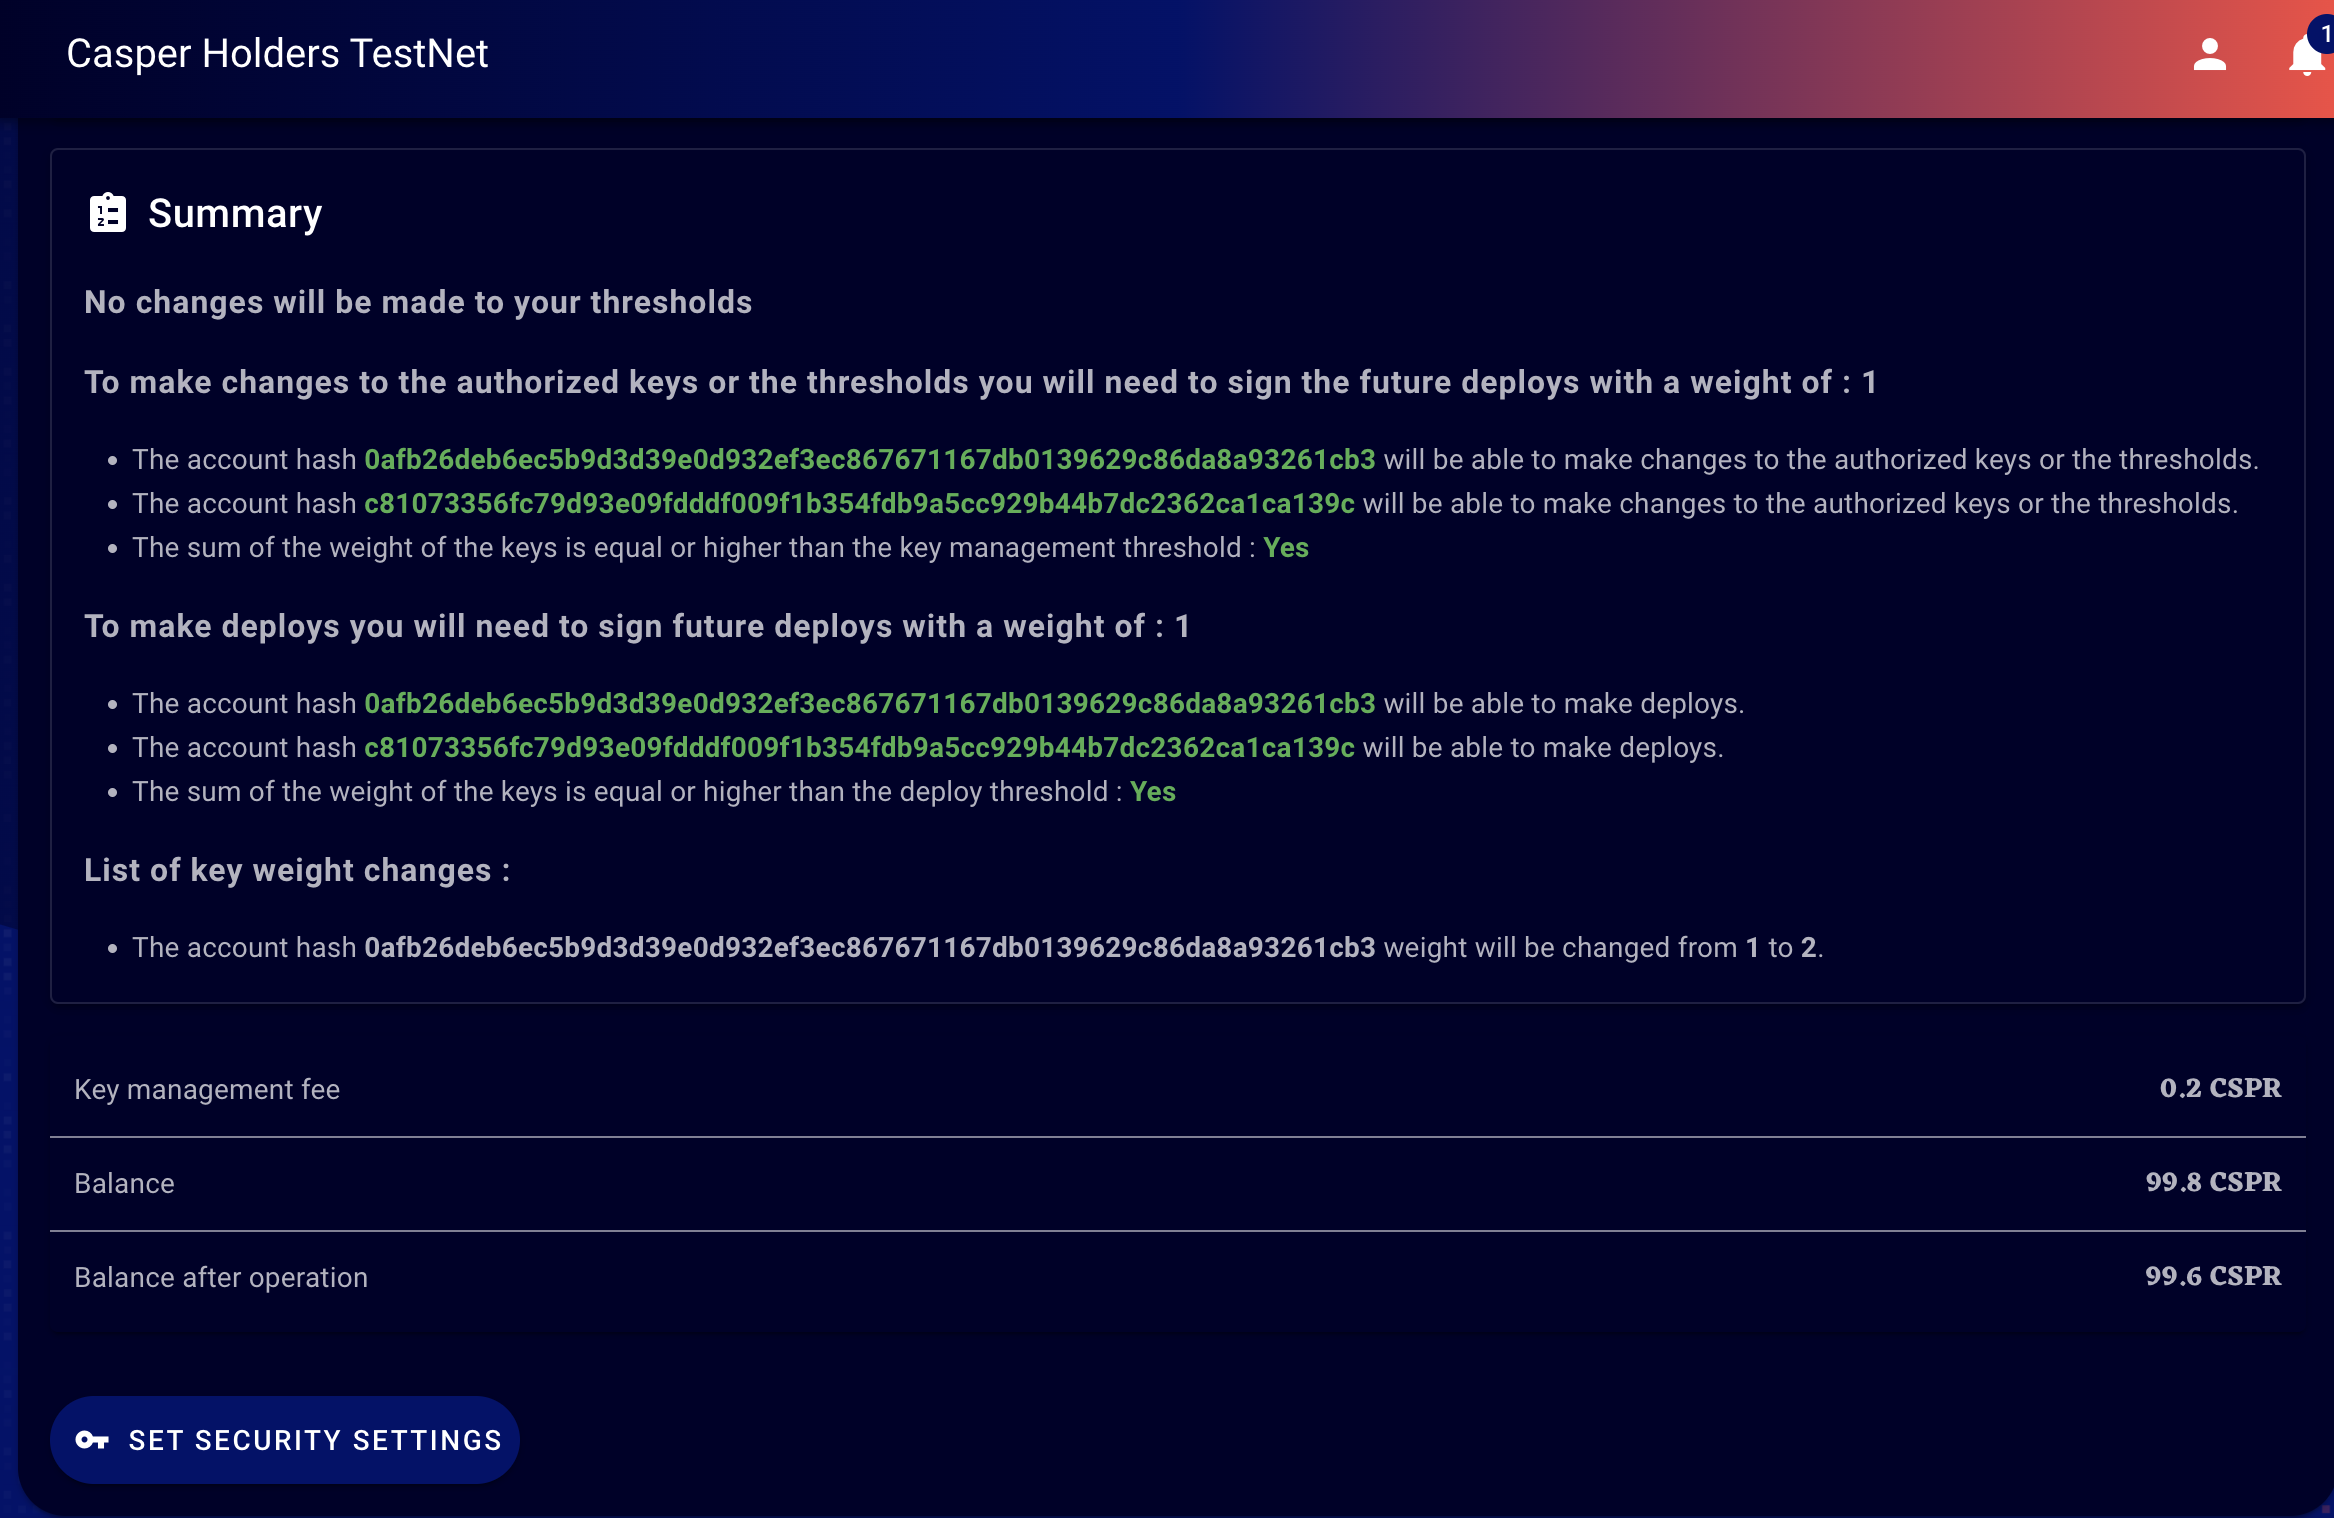 Casper Holders TestNet
1
Summary
No changes will be made to your thresholds
To make changes to the authorized keys or the thresholds you will need to sign the future deploys with a weight of : 1
The account hash 0afb26deb6ec5b9d3d39e0d932ef3ec867671167db0139629c86da8a93261cb3 will be able to make changes to the authorized keys or the thresholds.
The account hash c81073356fc79d93e09fdddf009f1b354fdb9a5cc929b44b7dc2362ca1ca139c will be able to make changes to the authorized keys or the thresholds.
The sum of the weight of the keys is equal or higher than the key management threshold : Yes
To make deploys you will need to sign future deploys with a weight of : 1
The account hash 0afb26deb6ec5b9d3d39e0d932ef3ec867671167db0139629c86da8a93261cb3 will be able to make deploys.
The account hash c81073356fc79d93e09fdddf009f1b354fdb9a5cc929b44b7dc2362ca1ca139c will be able to make deploys.
The sum of the weight of the keys is equal or higher than the deploy threshold : Yes
List of key weight changes :
The account hash 0afb26deb6ec5b9d3d39e0d932ef3ec867671167db0139629c86da8a93261cb3 weight will be changed from 1 to 2.
Key management fee 0.2 CSPR
Balance 99.8 CSPR
Balance after operation 99.6 CSPR
SET SECURITY SETTINGS